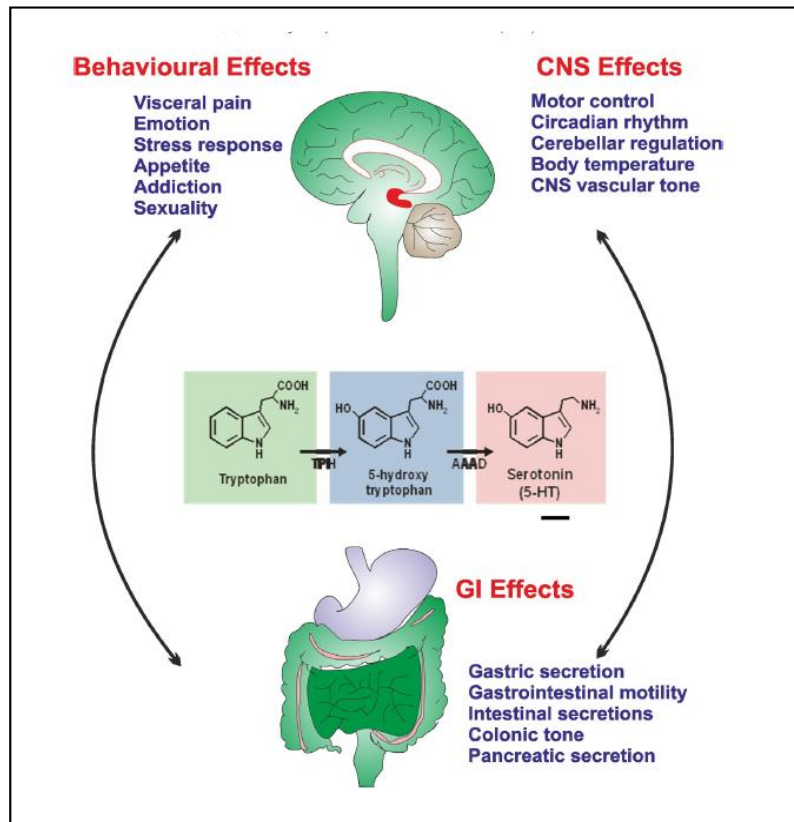 Behavioural Effects
Visceral pain
Emotion
Stress response
Appetite
Addiction
Sexuality
CNS Effects
Motor control
Circadian rhythm
Cerebellar regulation
Body temperature
CNS vascular tone
COOH
NH2
N
H
Tryptophan
TPH
HO
COOH
NH2
N
H
5-hydroxy
tryptophan
AAAD
HO
NH2
N
H
Serotonin
(5-HT)
GI Effects
Gastric secretion
Gastrointestinal motility
Intestinal secretions
Colonic tone
Pancreatic secretion